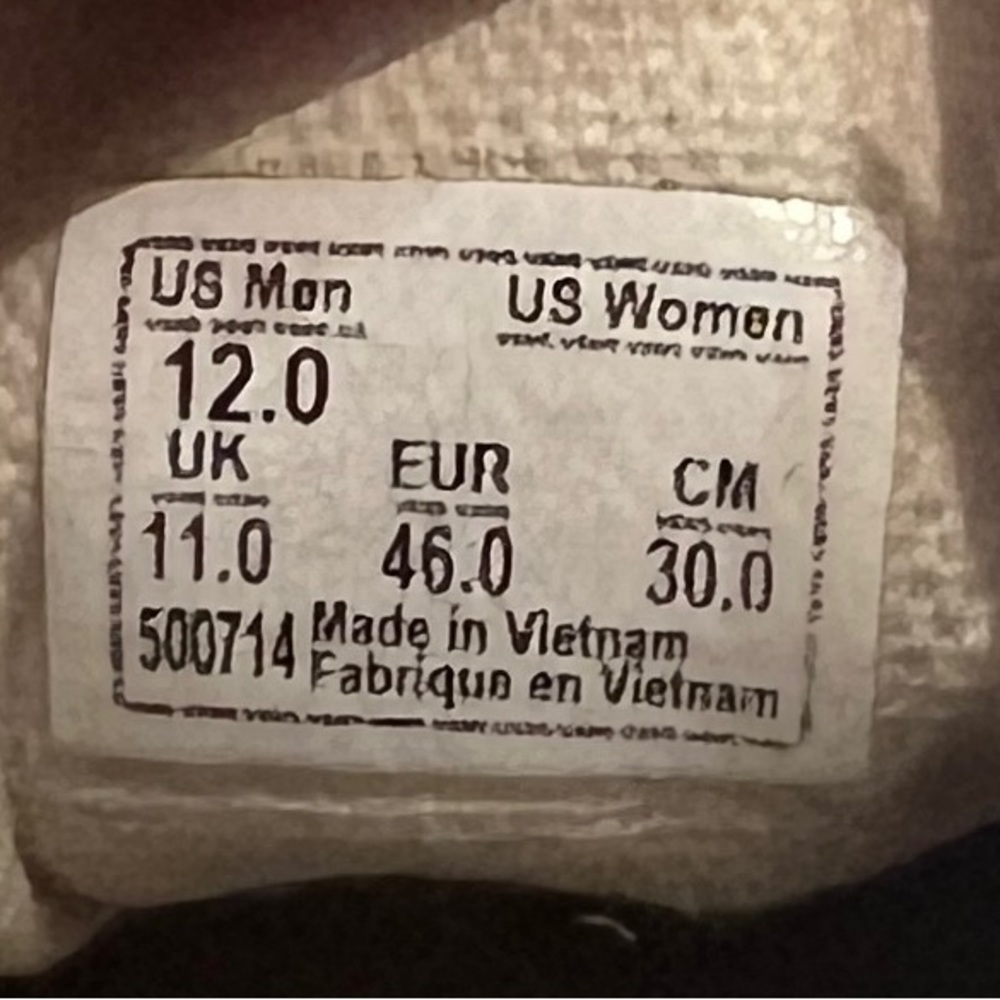 US Men US Women
12.0
UK EUR CM
11.0 46.0 30.0
500714 Made in Vietnam
Fabrique en Vietnam